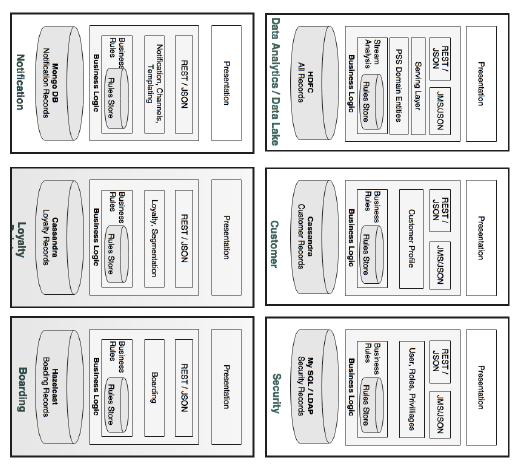 Presentation
REST /
JSON
JMS/JSON
Serving Layer
PSS Domain Entities
Stream
Analysis
Rules Store
Business Logic
HDFC
All Records
Data Analytics / Data Lake
Presentation
REST /
JSON
JMS/JSON
Customer Profile
Business
Rules
Rules Store
Business Logic
Cassandra
Customer Records
Customer
Presentation
REST /
JSON
JMS/JSON
User, Roles, Privillages
Business
Rules
Rules Store
Business Logic
My SQL / LDAP
Security Records
Security
Presentation
REST / JSON
Notification, Channels,
Templating
Business
Rules
Rules Store
Business Logic
Mongo DB
Notification Records
Notification
Presentation
REST / JSON
Loyalty, Segmentation
Business
Rules
Rules Store
Business Logic
Cassandra
Loyalty Records
Loyalty
Presentation
REST / JSON
Boarding
Business
Rules
Rules Store
Business Logic
Hazelcast
Boading Records
Boarding